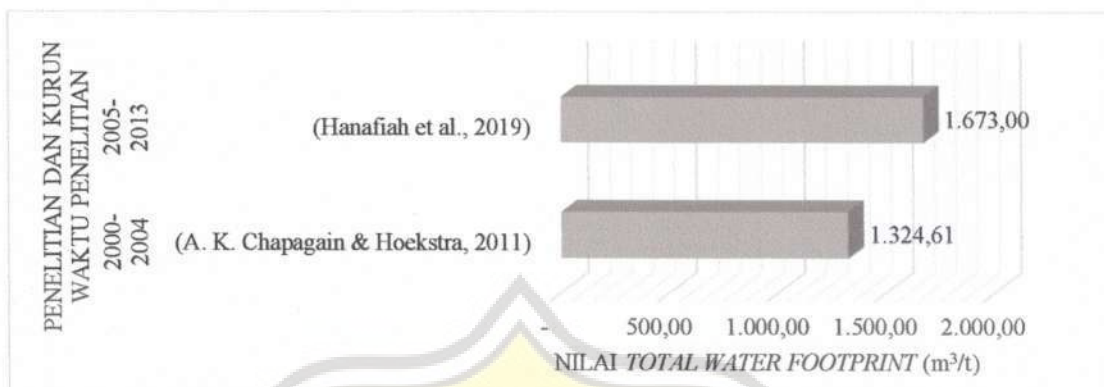 PENELITIAN DAN KURUN
WAKTU PENELITIAN
2005-
2013
(Hanafiah et al., 2019)
1.673,00
2000-
2004
(A. K. Chapagain & Hoekstra, 2011)
1.324,61
- 500,00 1.000,00 1.500,00 2.000,00
NILAI TOTAL WATER FOOTPRINT (m³/t)